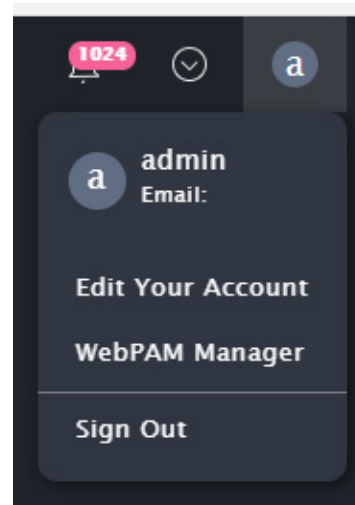 1024
a
a
admin
Email:
Edit Your Account
WebPAM Manager
Sign Out